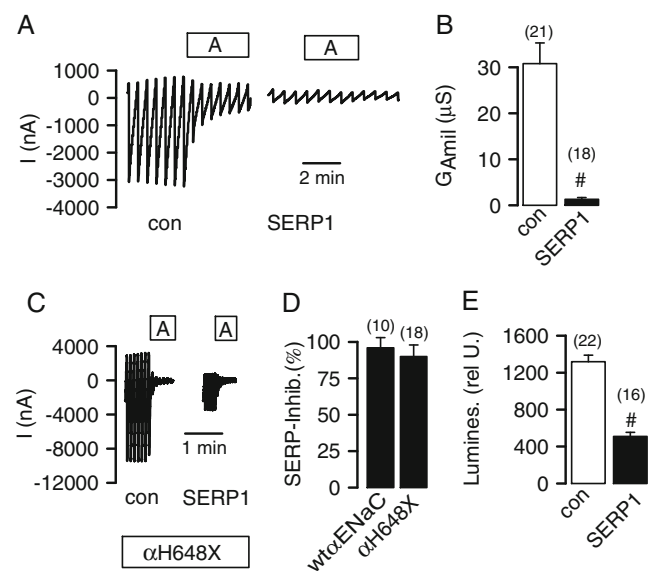 A
A
A
1000
0
-1000
-2000
-3000
-4000
I (nA)
2 min
con
SERP1
B
(21)
(18)
#
30
20
10
0
GAmil (µS)
con
SERP1
C
A
A
4000
0
-4000
-8000
-12000
I (nA)
1 min
con
SERP1
αH648X
D
(10)
(18)
100
75
50
25
0
SERP-Inhib.(%)
wtαENaC
αH648X
E
(22)
(16)
#
1600
1200
800
400
0
Lumines. (rel U.)
con
SERP1